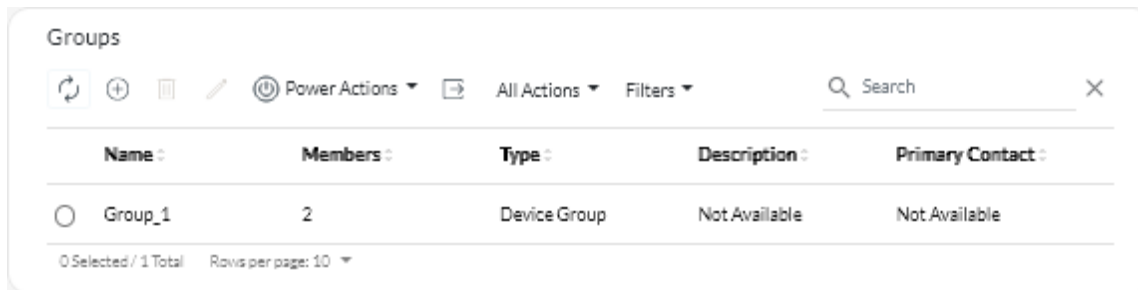 Groups
Power Actions All Actions Filters Search
Name Members Type Description Primary Contact
Group_1 2 Device Group Not Available Not Available
0 Selected / 1 Total Rows per page: 10